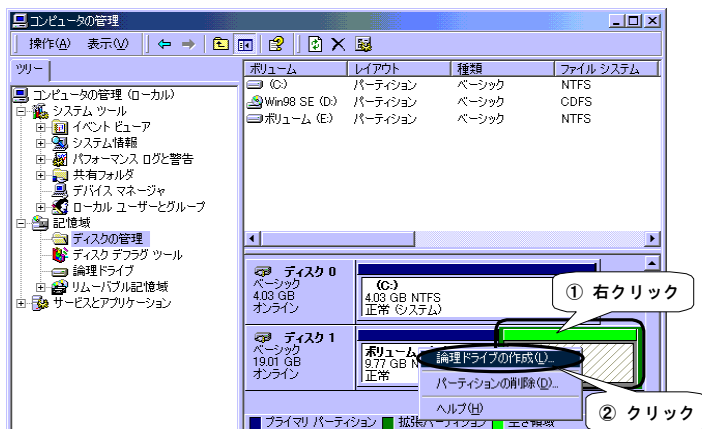 コンピュータの管理
操作(A) 表示(V)
ツリー
コンピュータの管理 (ローカル)
システム ツール
イベント ビューア
システム情報
パフォーマンス ログと警告
共有フォルダ
デバイス マネージャ
ローカル ユーザーとグループ
記憶域
ディスクの管理
ディスク デフラグ ツール
論理ドライブ
リムーバブル記憶域
サービスとアプリケーション
ボリューム レイアウト 種類 ファイル システム
(C:) パーティション ベーシック NTFS
Win98 SE (D:) パーティション ベーシック CDFS
ボリューム (E:) パーティション ベーシック NTFS
ディスク 0
ベーシック
4.03 GB
オンライン
(C:)
4.03 GB NTFS
正常 (システム)
① 右クリック
ディスク 1
ベーシック
19.01 GB
オンライン
ボリューム
9.77 GB N
正常
論理ドライブの作成(L)...
パーティションの削除(D)...
ヘルプ(H)
② クリック
プライマリ パーティション 拡張パーティション 空き領域